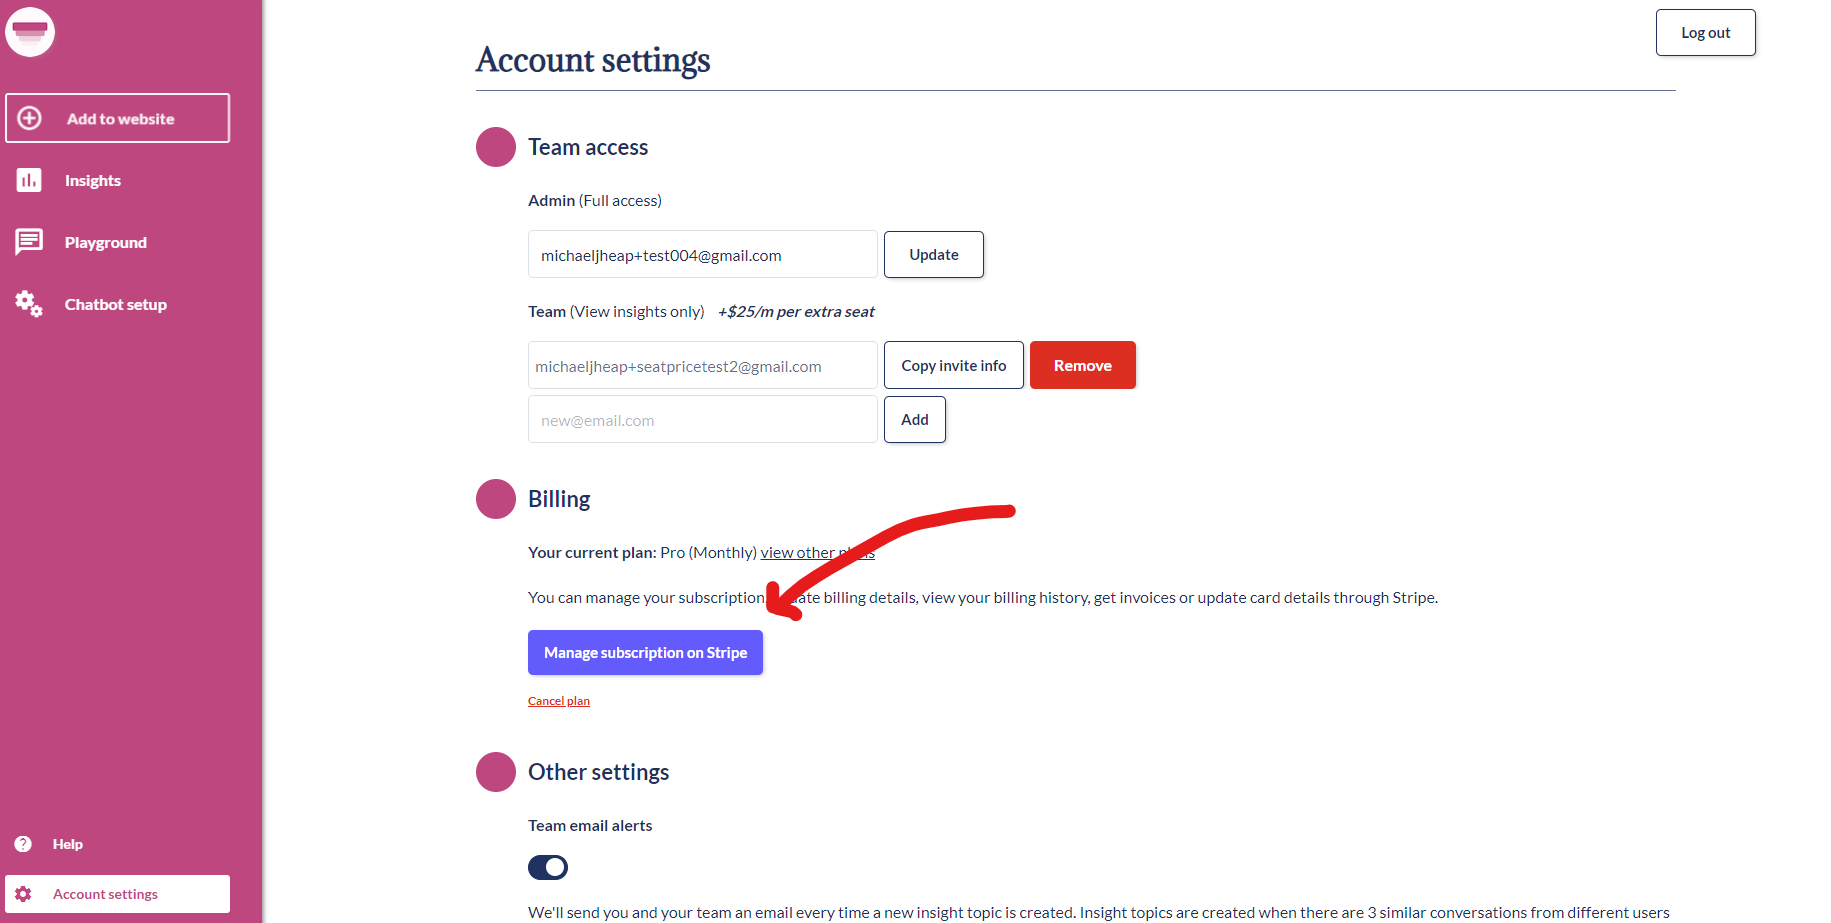 Log out
Account settings
Add to website
Insights
Playground
Chatbot setup
Team access
Admin (Full access)
michaeljheap+test004@gmail.com
Update
Team (View insights only) +$25/m per extra seat
michaeljheap+seatpricetest2@gmail.com
Copy invite info
Remove
new@email.com
Add
Billing
Your current plan: Pro (Monthly) view other plans
You can manage your subscription, update billing details, view your billing history, get invoices or update card details through Stripe.
Manage subscription on Stripe
Cancel plan
Other settings
Team email alerts
We'll send you and your team an email every time a new insight topic is created. Insight topics are created when there are 3 similar conversations from different users
Help
Account settings